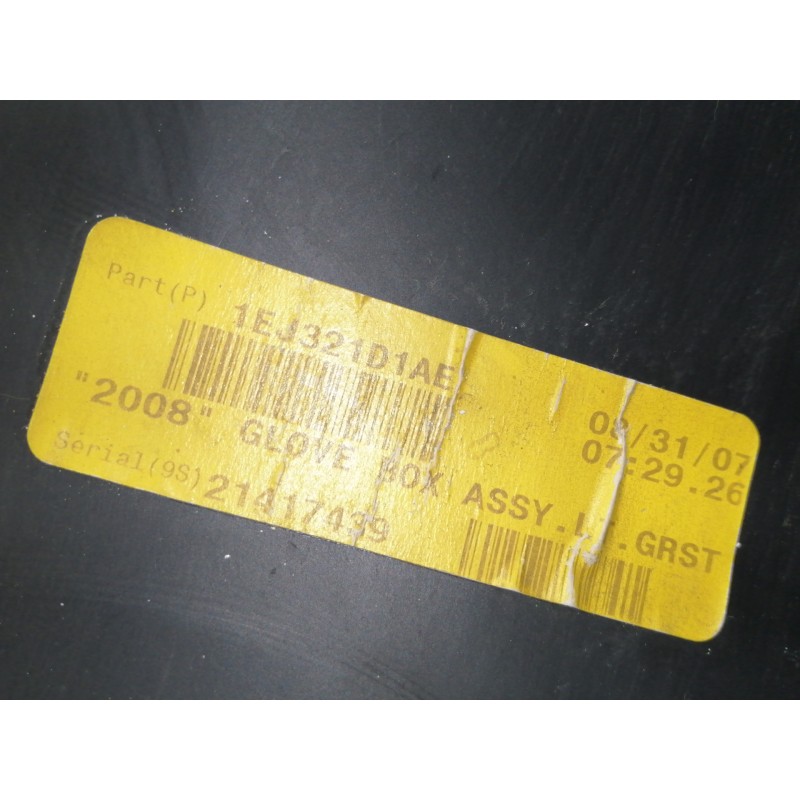 Part(P) 1EJ321D1AE
"2008" GLOVE BOX ASSY. .GRST
08/31/07
07:29.26
Serial(9S) 21417439